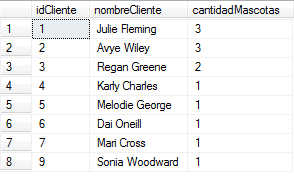 idCliente nombreCliente cantidadMascotas
1 1 Julie Fleming 3
2 2 Avye Wiley 3
3 3 Regan Greene 2
4 4 Karly Charles 1
5 5 Melodie George 1
6 6 Dai Oneill 1
7 7 Mari Cross 1
8 9 Sonia Woodward 1